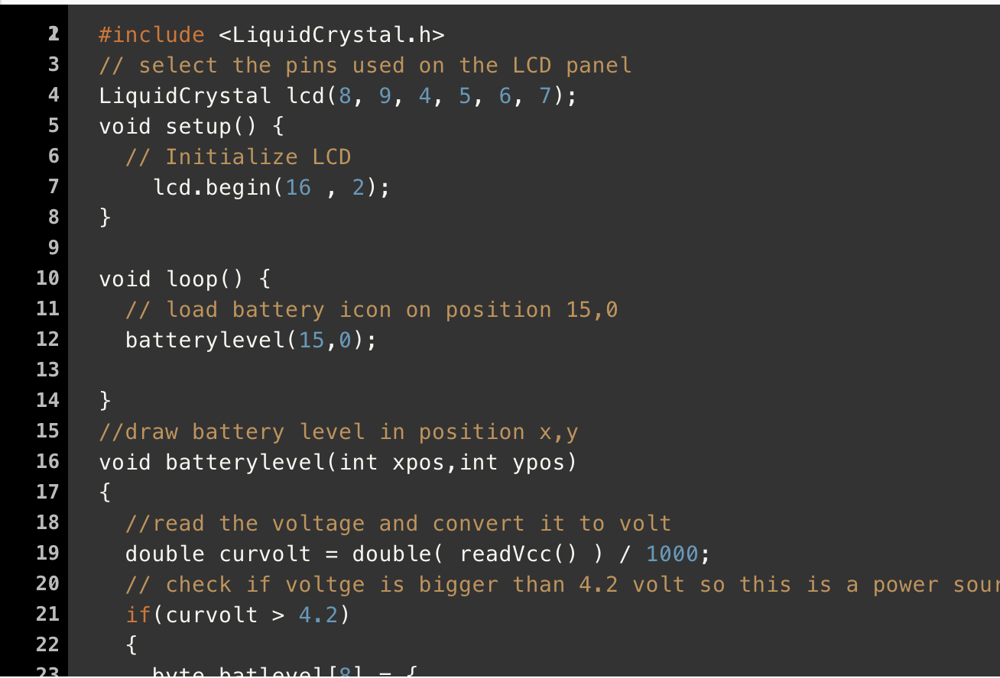 2 #include <LiquidCrystal.h>
3 // select the pins used on the LCD panel
4 LiquidCrystal lcd(8, 9, 4, 5, 6, 7);
5 void setup() {
6   // Initialize LCD
7     lcd.begin(16 , 2);
8 }
9
10 void loop() {
11   // load battery icon on position 15,0
12   batterylevel(15,0);
13
14 }
15 //draw battery level in position x,y
16 void batterylevel(int xpos,int ypos)
17 {
18   //read the voltage and convert it to volt
19   double curvolt = double( readVcc() ) / 1000;
20   // check if voltge is bigger than 4.2 volt so this is a power
21   if(curvolt > 4.2)
22   {
23     byte batlevel[8] = {